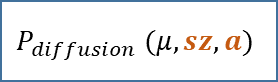 P_diffusion (μ, sz, a)